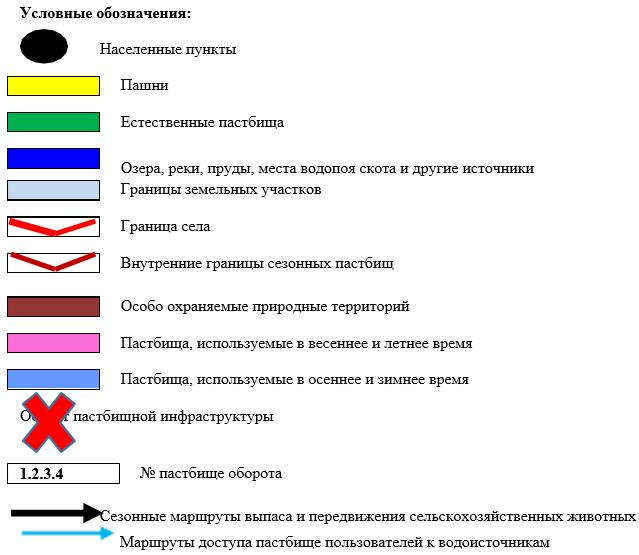 Условные обозначения:
Населенные пункты
Пашни
Естественные пастбища
Озера, реки, пруды, места водопоя скота и другие источники
Границы земельных участков
Граница села
Внутренние границы сезонных пастбищ
Особо охраняемые природные территорий
Пастбища, используемые в весеннее и летнее время
Пастбища, используемые в осеннее и зимнее время
пастбищной инфраструктуры
1.2.3.4 № пастбище оборота
Сезонные маршруты выпаса и передвижения сельскохозяйственных животных
Маршруты доступа пастбище пользователей к водоисточникам